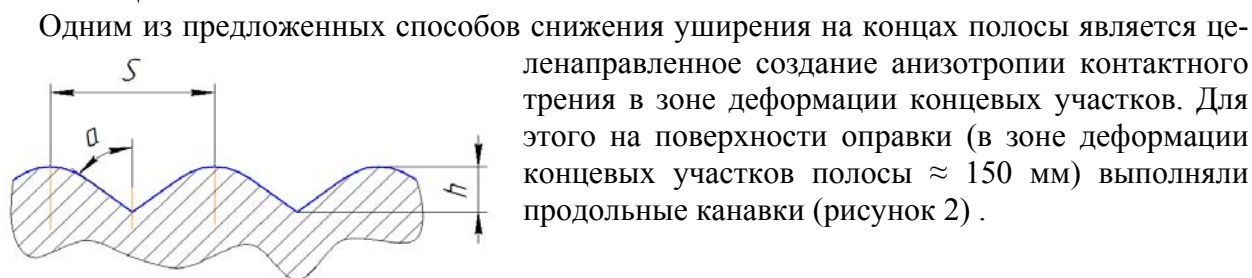 Одним из предложенных способов снижения уширения на концах полосы является це-
ленаправленное создание анизотропии контактного
трения в зоне деформации концевых участков. Для
этого на поверхности оправки (в зоне деформации
концевых участков полосы ≈ 150 мм) выполняли
продольные канавки (рисунок 2) .
S
α
h